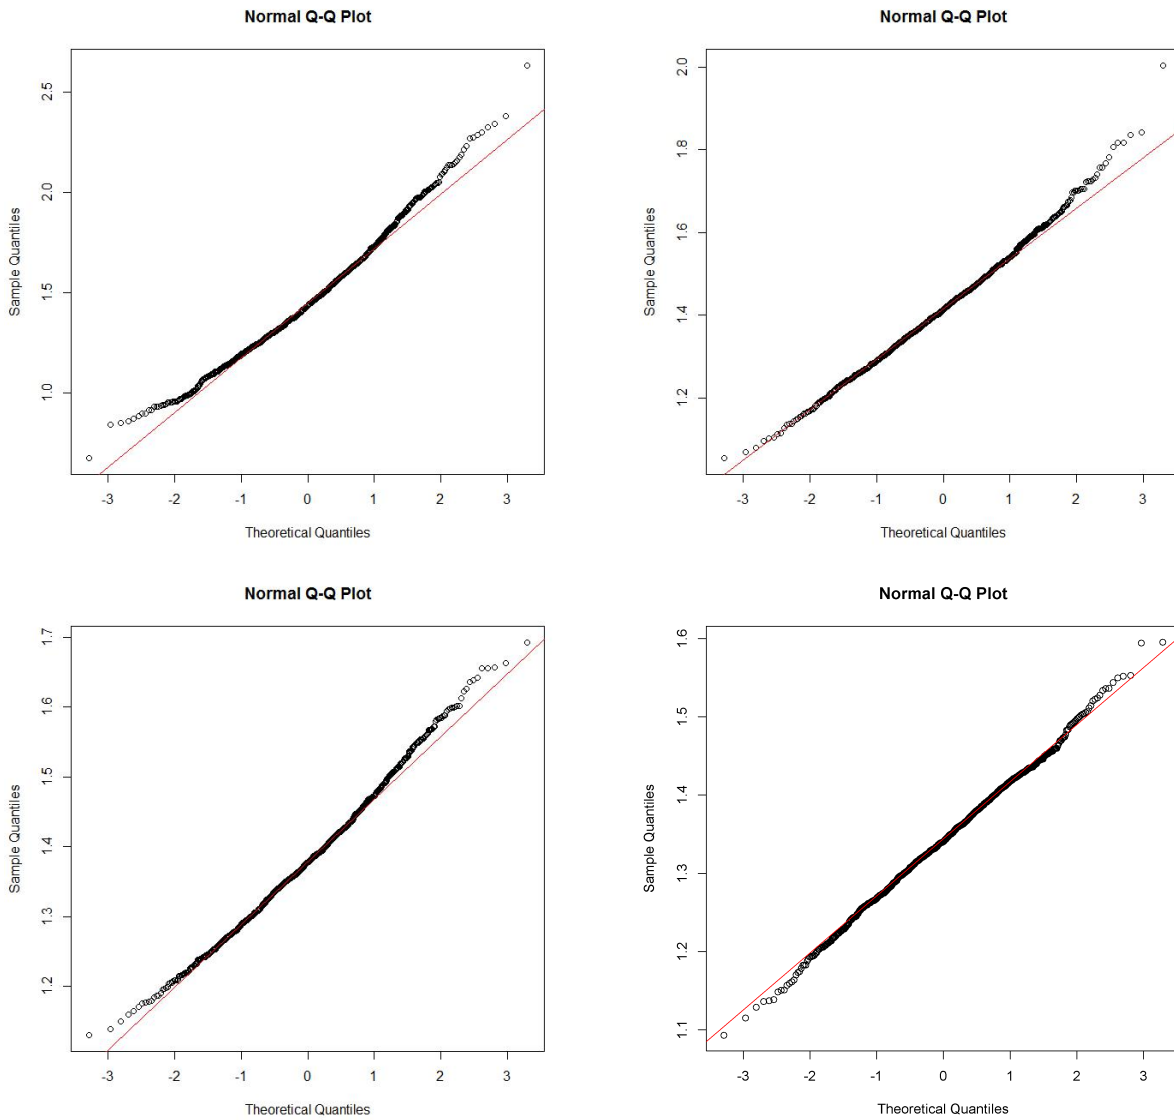 Normal Q-Q Plot
Sample Quantiles
2.5
2.0
1.5
1.0
-3 -2 -1 0 1 2 3
Theoretical Quantiles
Normal Q-Q Plot
Sample Quantiles
2.0
1.8
1.6
1.4
1.2
-3 -2 -1 0 1 2 3
Theoretical Quantiles
Normal Q-Q Plot
Sample Quantiles
1.7
1.6
1.5
1.4
1.3
1.2
-3 -2 -1 0 1 2 3
Theoretical Quantiles
Normal Q-Q Plot
Sample Quantiles
1.6
1.5
1.4
1.3
1.2
1.1
-3 -2 -1 0 1 2 3
Theoretical Quantiles